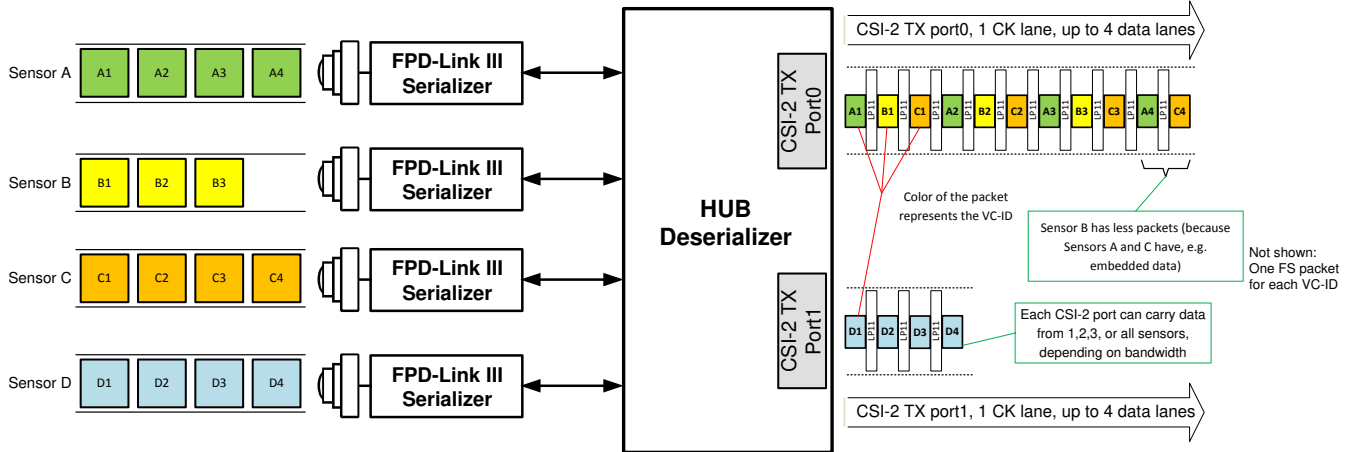 CSI-2 TX port0, 1 CK lane, up to 4 data lanes
Sensor A
A1 A2 A3 A4
FPD-Link III
Serializer
CSI-2 TX
Port0
A1 LP11 B1 LP11 C1 LP11 A2 LP11 B2 LP11 C2 LP11 A3 LP11 B3 LP11 C3 LP11 A4 LP11 C4
Sensor B
B1 B2 B3
FPD-Link III
Serializer
HUB
Deserializer
Color of the packet
represents the VC-ID
Sensor B has less packets (because
Sensors A and C have, e.g.
embedded data)
Not shown:
One FS packet
for each VC-ID
Sensor C
C1 C2 C3 C4
FPD-Link III
Serializer
CSI-2 TX
Port1
D1 LP11 D2 LP11 D3 LP11 D4
Each CSI-2 port can carry data
from 1,2,3, or all sensors,
depending on bandwidth
Sensor D
D1 D2 D3 D4
FPD-Link III
Serializer
CSI-2 TX port1, 1 CK lane, up to 4 data lanes